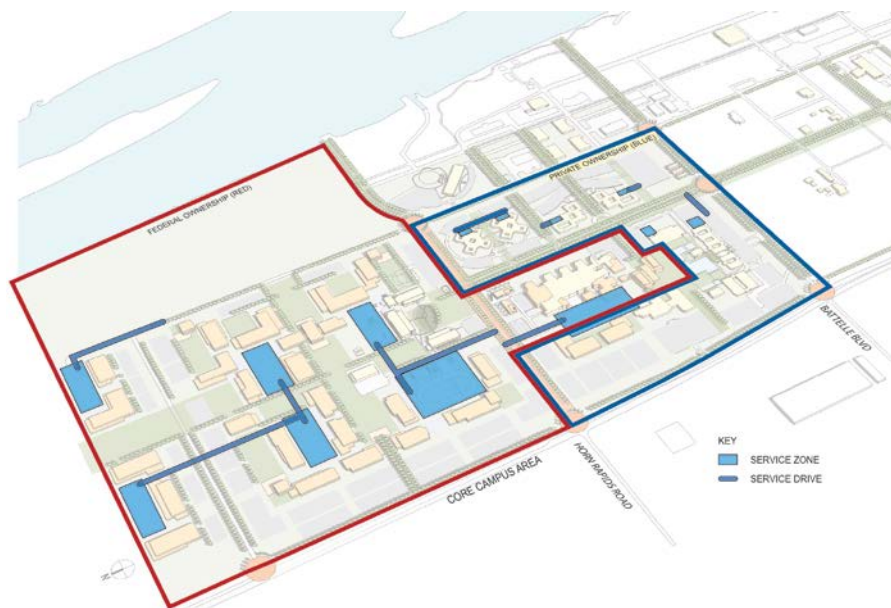 PRIVATE OWNERSHIP (BLUE)
FEDERAL OWNERSHIP (RED)
BATTELLE BLVD
KEY
SERVICE ZONE
SERVICE DRIVE
CORE CAMPUS AREA
HORN RAPIDS ROAD
N